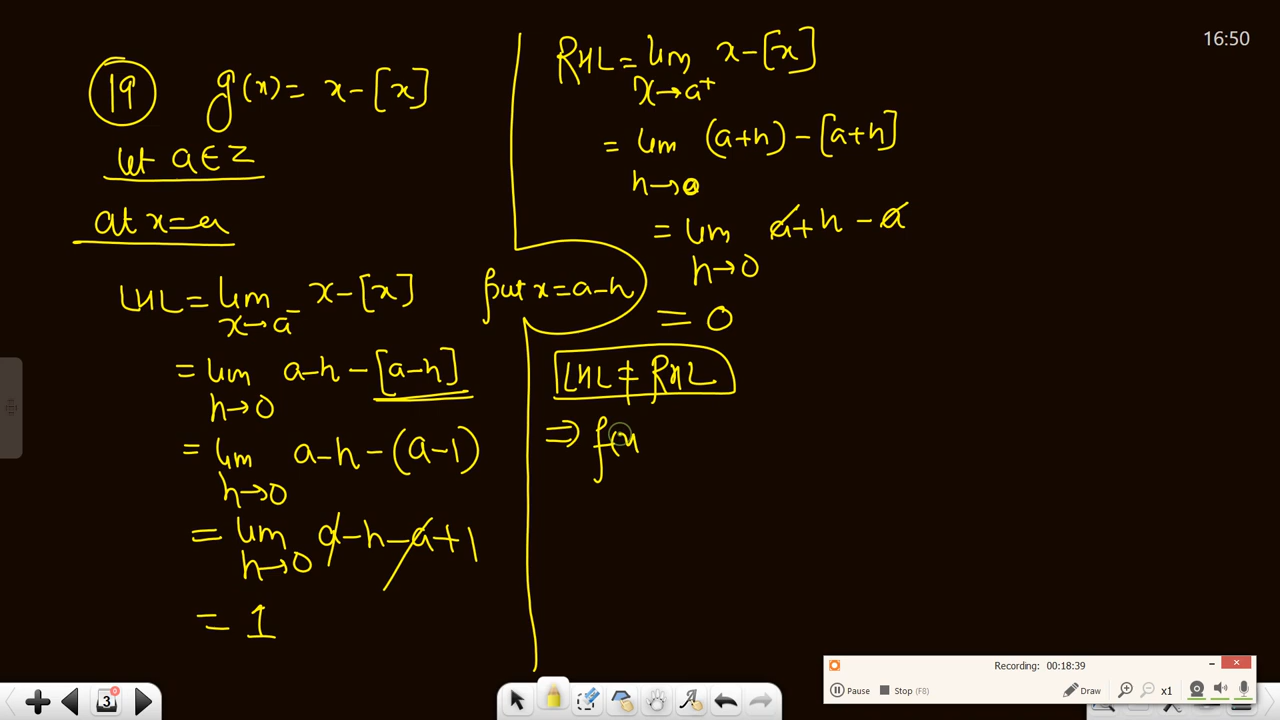 16:50
19 g(x)= x-[x]
let a∈Z
at x=a
LHL= lim x→a⁻ x-[x]
put x=a-h
= lim h→0 a-h-[a-h]
= lim h→0 a-h-(a-1)
= lim h→0 a-h-a+1
= 1
RHL= lim x→a⁺ x-[x]
= lim h→0 (a+h)-[a+h]
= lim h→0 a+h-a
= 0
LHL≠RHL
⇒
Recording: 00:18:39
Pause Stop (F8) Draw x1
3 0